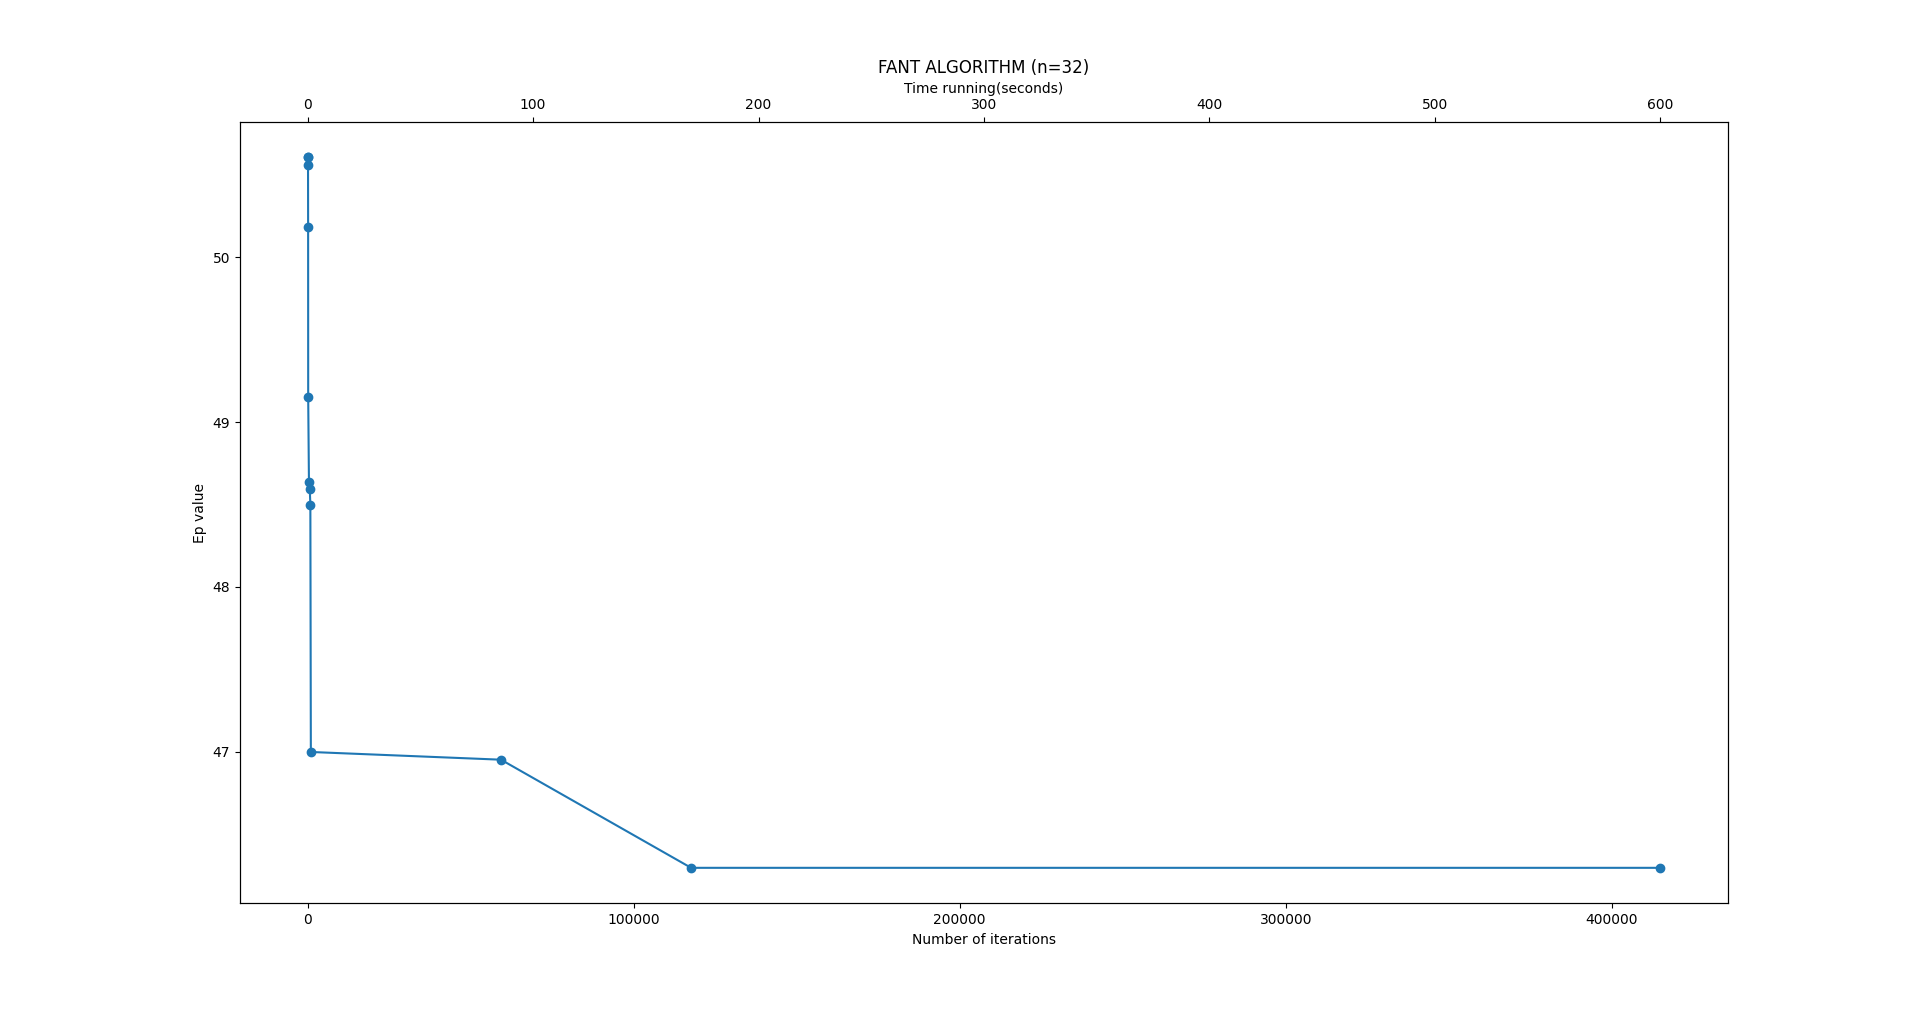 FANT ALGORITHM (n=32)
Time running(seconds)
0 100 200 300 400 500 600
50
49
48
47
Ep value
0 100000 200000 300000 400000
Number of iterations